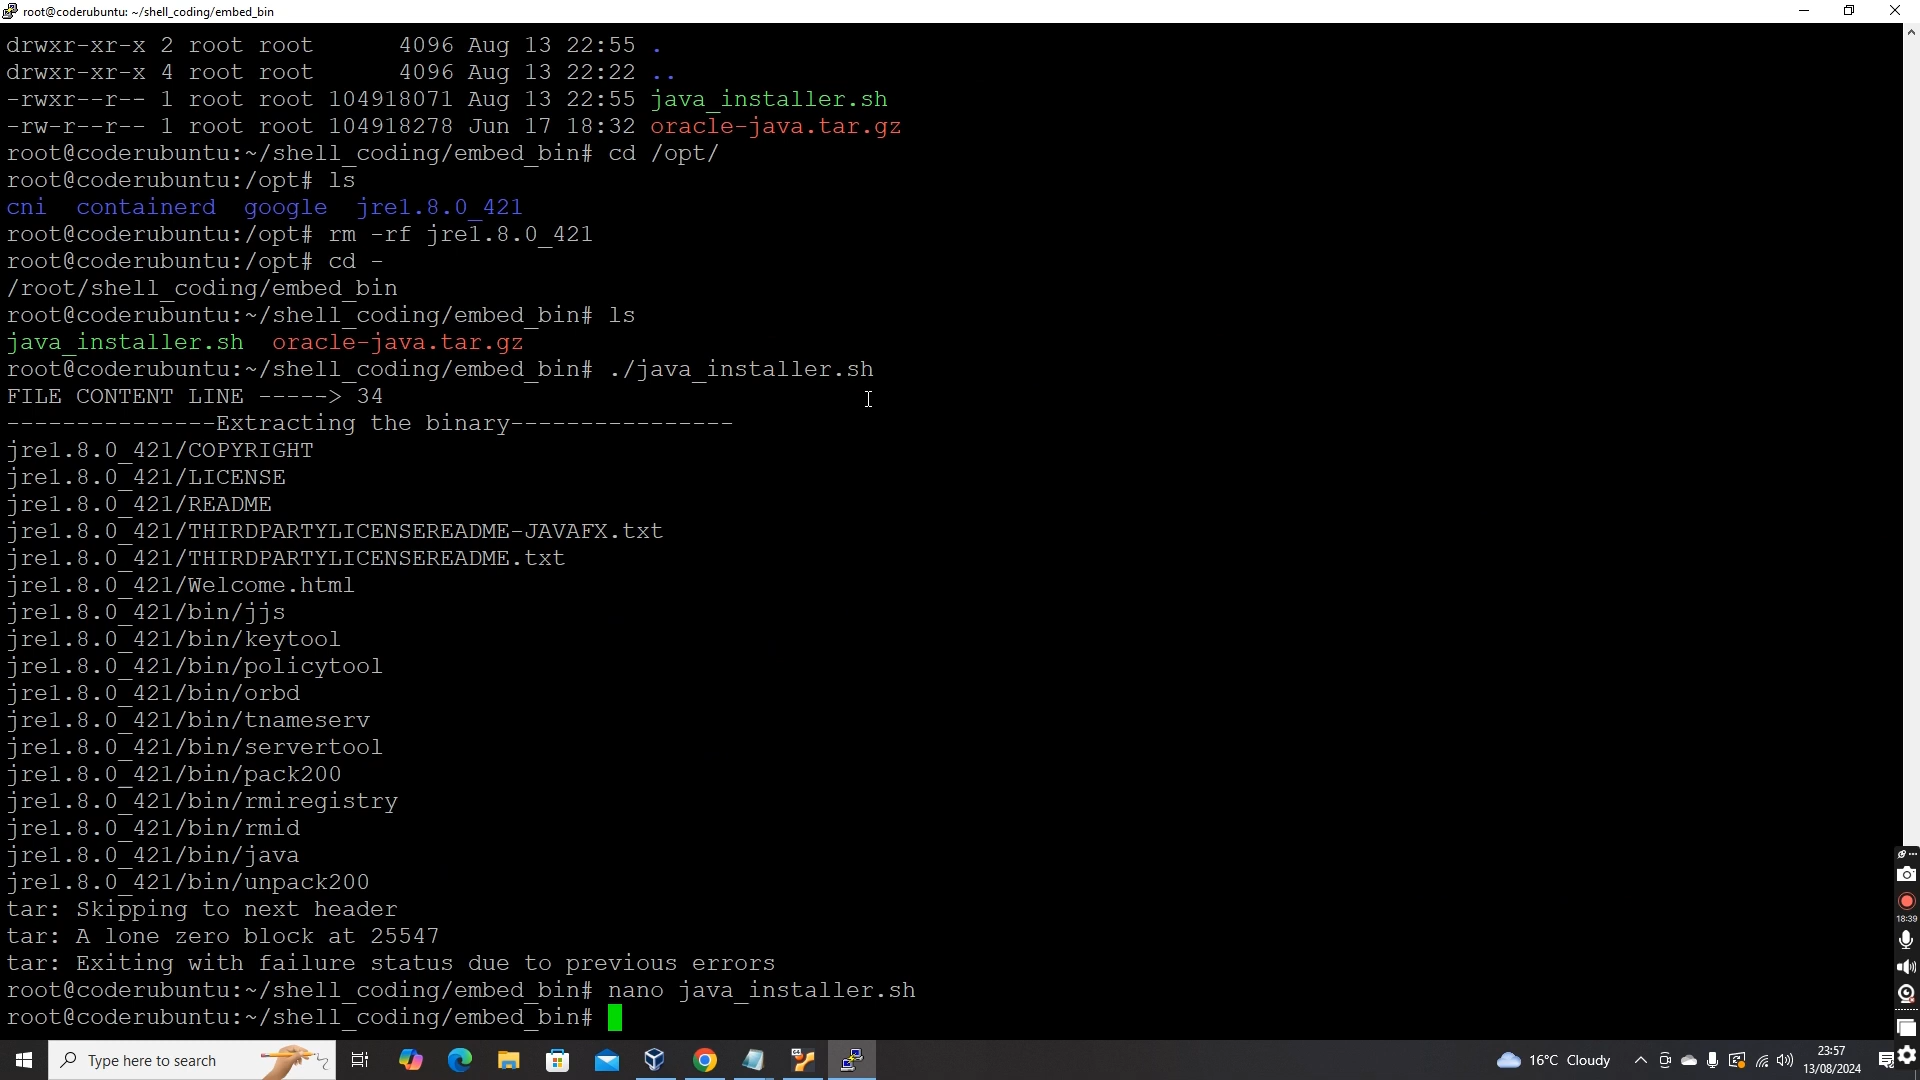 root@coderubuntu: ~/shell_coding/embed_bin
drwxr-xr-x 2 root root      4096 Aug 13 22:55 .
drwxr-xr-x 4 root root      4096 Aug 13 22:22 ..
-rwxr--r-- 1 root root 104918071 Aug 13 22:55 java_installer.sh
-rw-r--r-- 1 root root 104918278 Jun 17 18:32 oracle-java.tar.gz
root@coderubuntu:~/shell_coding/embed_bin# cd /opt/
root@coderubuntu:/opt# ls
cni  containerd  google  jre1.8.0_421
root@coderubuntu:/opt# rm -rf jre1.8.0_421
root@coderubuntu:/opt# cd -
/root/shell_coding/embed_bin
root@coderubuntu:~/shell_coding/embed_bin# ls
java_installer.sh  oracle-java.tar.gz
root@coderubuntu:~/shell_coding/embed_bin# ./java_installer.sh
FILE CONTENT LINE -----> 34
---------------Extracting the binary----------------
jre1.8.0_421/COPYRIGHT
jre1.8.0_421/LICENSE
jre1.8.0_421/README
jre1.8.0_421/THIRDPARTYLICENSEREADME-JAVAFX.txt
jre1.8.0_421/THIRDPARTYLICENSEREADME.txt
jre1.8.0_421/Welcome.html
jre1.8.0_421/bin/jjs
jre1.8.0_421/bin/keytool
jre1.8.0_421/bin/policytool
jre1.8.0_421/bin/orbd
jre1.8.0_421/bin/tnameserv
jre1.8.0_421/bin/servertool
jre1.8.0_421/bin/pack200
jre1.8.0_421/bin/rmiregistry
jre1.8.0_421/bin/rmid
jre1.8.0_421/bin/java
jre1.8.0_421/bin/unpack200
tar: Skipping to next header
tar: A lone zero block at 25547
tar: Exiting with failure status due to previous errors
root@coderubuntu:~/shell_coding/embed_bin# nano java_installer.sh
root@coderubuntu:~/shell_coding/embed_bin#
18:39
Type here to search
16°C Cloudy
23:57
13/08/2024